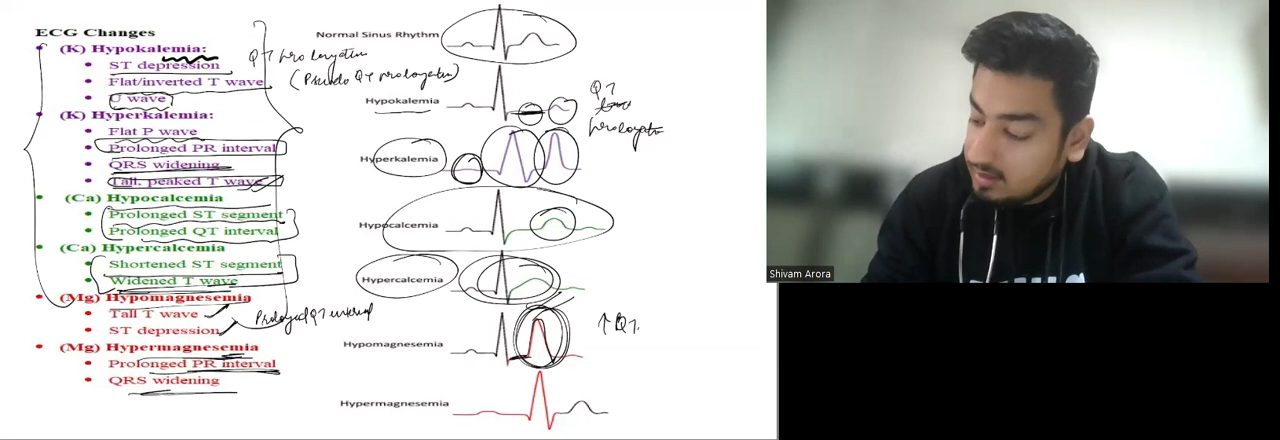 ECG Changes
(K) Hypokalemia:
ST depression
Flat/inverted T wave
U wave
(K) Hyperkalemia:
Flat P wave
Prolonged PR interval
QRS widening
Tall, peaked T wave
(Ca) Hypocalcemia
Prolonged ST segment
Prolonged QT interval
(Ca) Hypercalcemia
Shortened ST segment
Widened T wave
(Mg) Hypomagnesemia
Tall T wave
ST depression
(Mg) Hypermagnesemia
Prolonged PR interval
QRS widening
QT prolongation
(Pseudo QT prolongation)
Prolonged QT interval
Normal Sinus Rhythm
Hypokalemia
QT
prolongation
Hyperkalemia
Hypocalcemia
Hypercalcemia
Hypomagnesemia
↑ QT.
Hypermagnesemia
Shivam Arora